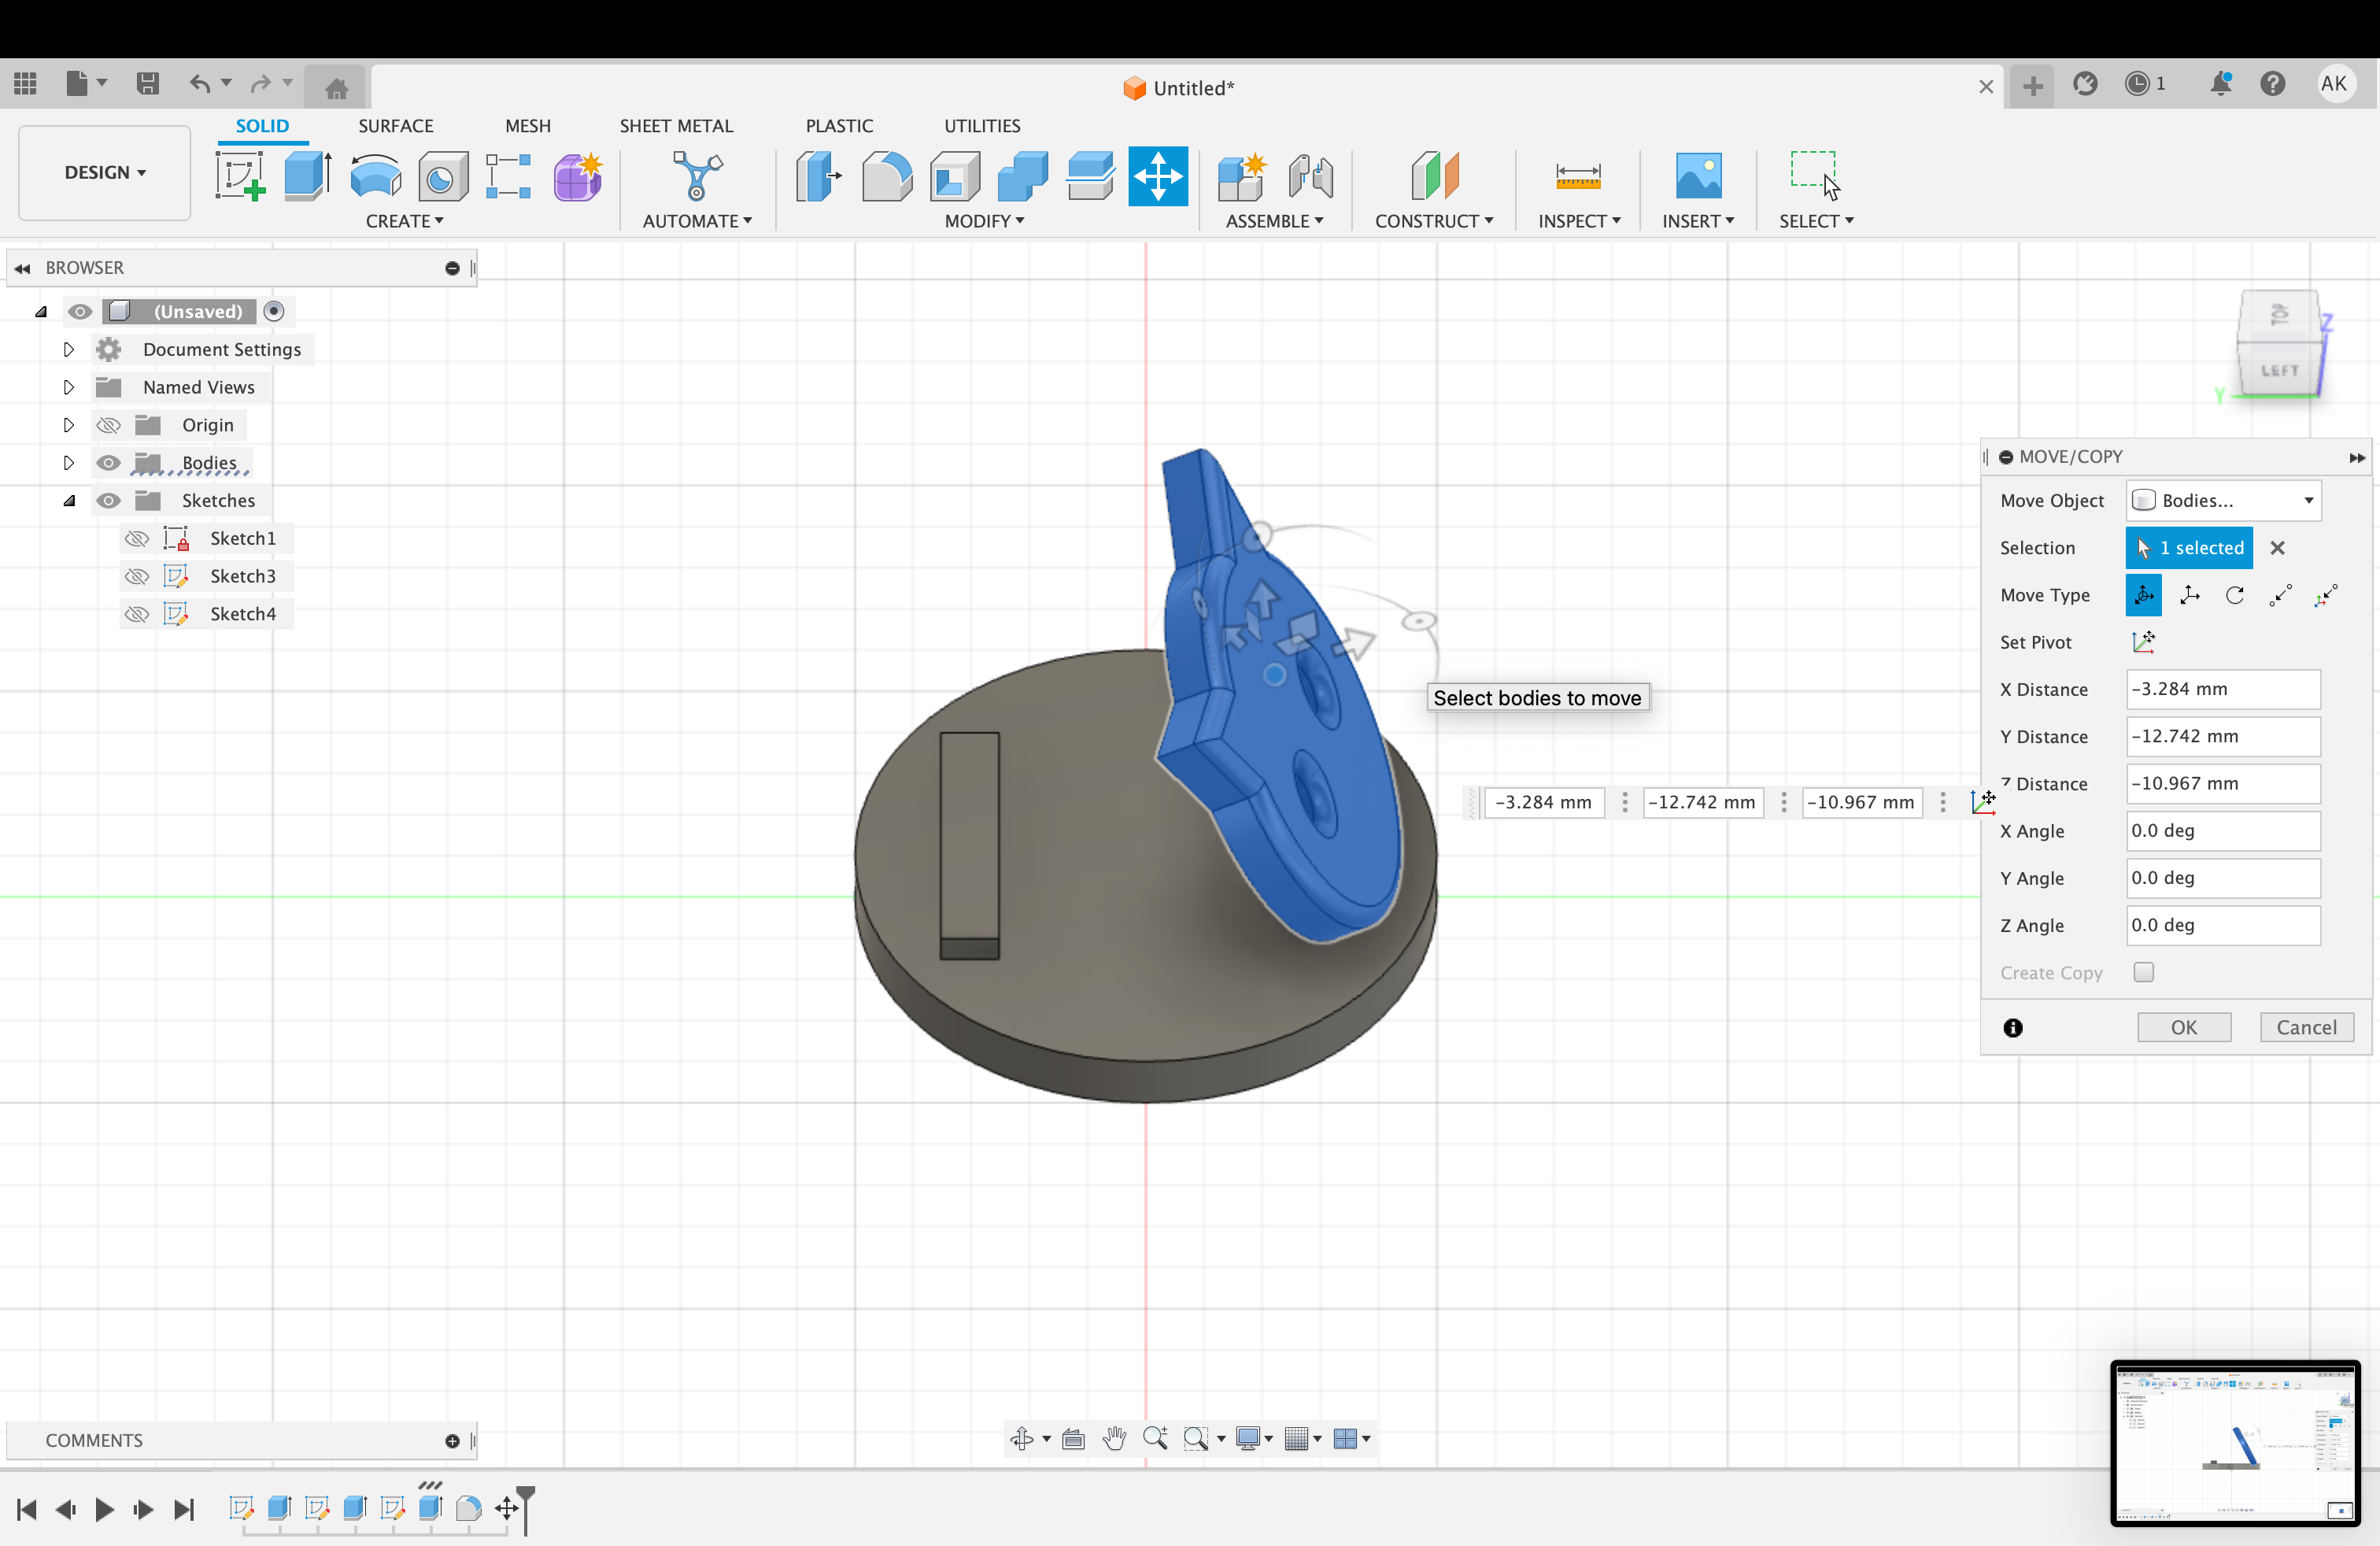 Untitled*
1
AK
DESIGN
SOLID
SURFACE
MESH
SHEET METAL
PLASTIC
UTILITIES
CREATE
AUTOMATE
MODIFY
ASSEMBLE
CONSTRUCT
INSPECT
INSERT
SELECT
BROWSER
(Unsaved)
Document Settings
Named Views
Origin
Bodies
Sketches
Sketch1
Sketch3
Sketch4
TOP
LEFT
Z
Y
Select bodies to move
-3.284 mm
-12.742 mm
-10.967 mm
MOVE/COPY
Move Object
Bodies...
Selection
1 selected
Move Type
Set Pivot
X Distance
-3.284 mm
Y Distance
-12.742 mm
Z Distance
-10.967 mm
X Angle
0.0 deg
Y Angle
0.0 deg
Z Angle
0.0 deg
Create Copy
OK
Cancel
COMMENTS